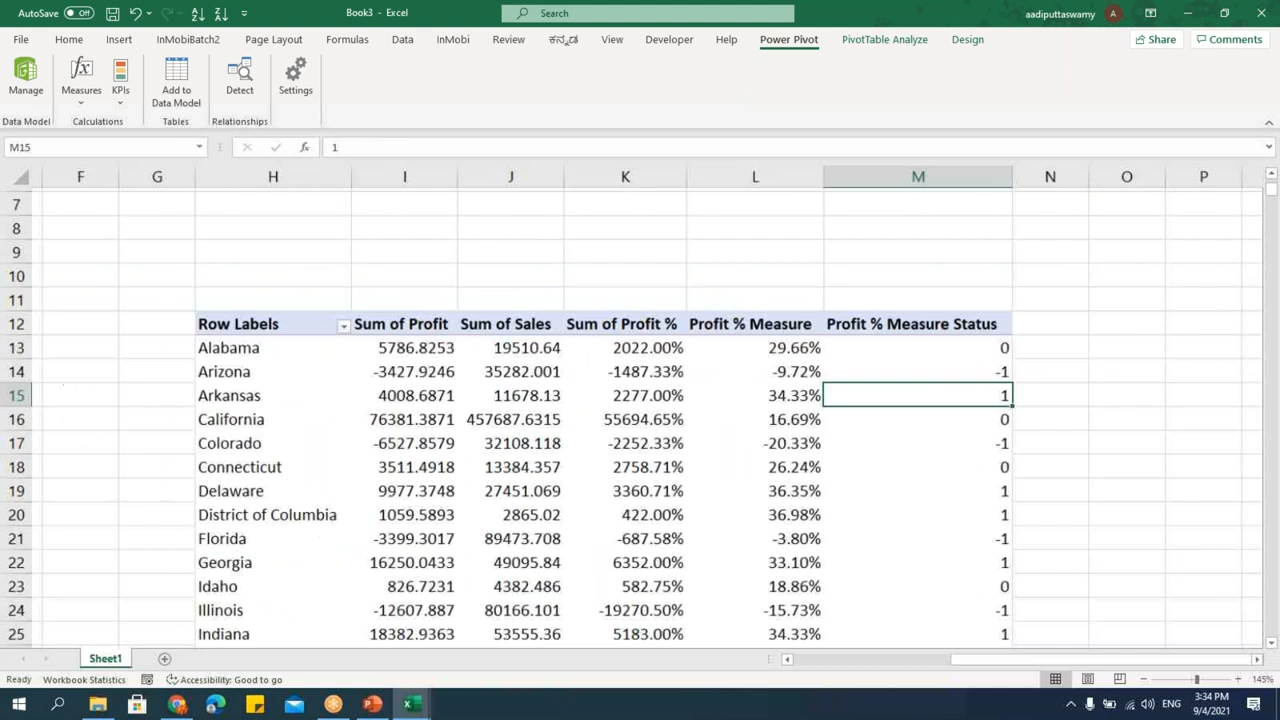 AutoSave Off Book3 - Excel Search aadiputtaswamy A
File Home Insert InMobiBatch2 Page Layout Formulas Data InMobi Review ಕನ್ನಡ View Developer Help Power Pivot PivotTable Analyze Design Share Comments
Manage Measures KPIs Add to Data Model Detect Settings
Data Model Calculations Tables Relationships
M15 fx 1
F G H I J K L M N O P
7
8
9
10
11
12 Row Labels Sum of Profit Sum of Sales Sum of Profit % Profit % Measure Profit % Measure Status
13 Alabama 5786.8253 19510.64 2022.00% 29.66% 0
14 Arizona -3427.9246 35282.001 -1487.33% -9.72% -1
15 Arkansas 4008.6871 11678.13 2277.00% 34.33% 1
16 California 76381.3871 457687.6315 55694.65% 16.69% 0
17 Colorado -6527.8579 32108.118 -2252.33% -20.33% -1
18 Connecticut 3511.4918 13384.357 2758.71% 26.24% 0
19 Delaware 9977.3748 27451.069 3360.71% 36.35% 1
20 District of Columbia 1059.5893 2865.02 422.00% 36.98% 1
21 Florida -3399.3017 89473.708 -687.58% -3.80% -1
22 Georgia 16250.0433 49095.84 6352.00% 33.10% 1
23 Idaho 826.7231 4382.486 582.75% 18.86% 0
24 Illinois -12607.887 80166.101 -19270.50% -15.73% -1
25 Indiana 18382.9363 53555.36 5183.00% 34.33% 1
Sheet1
Ready Workbook Statistics Accessibility: Good to go 145%
ENG 3:34 PM
9/4/2021